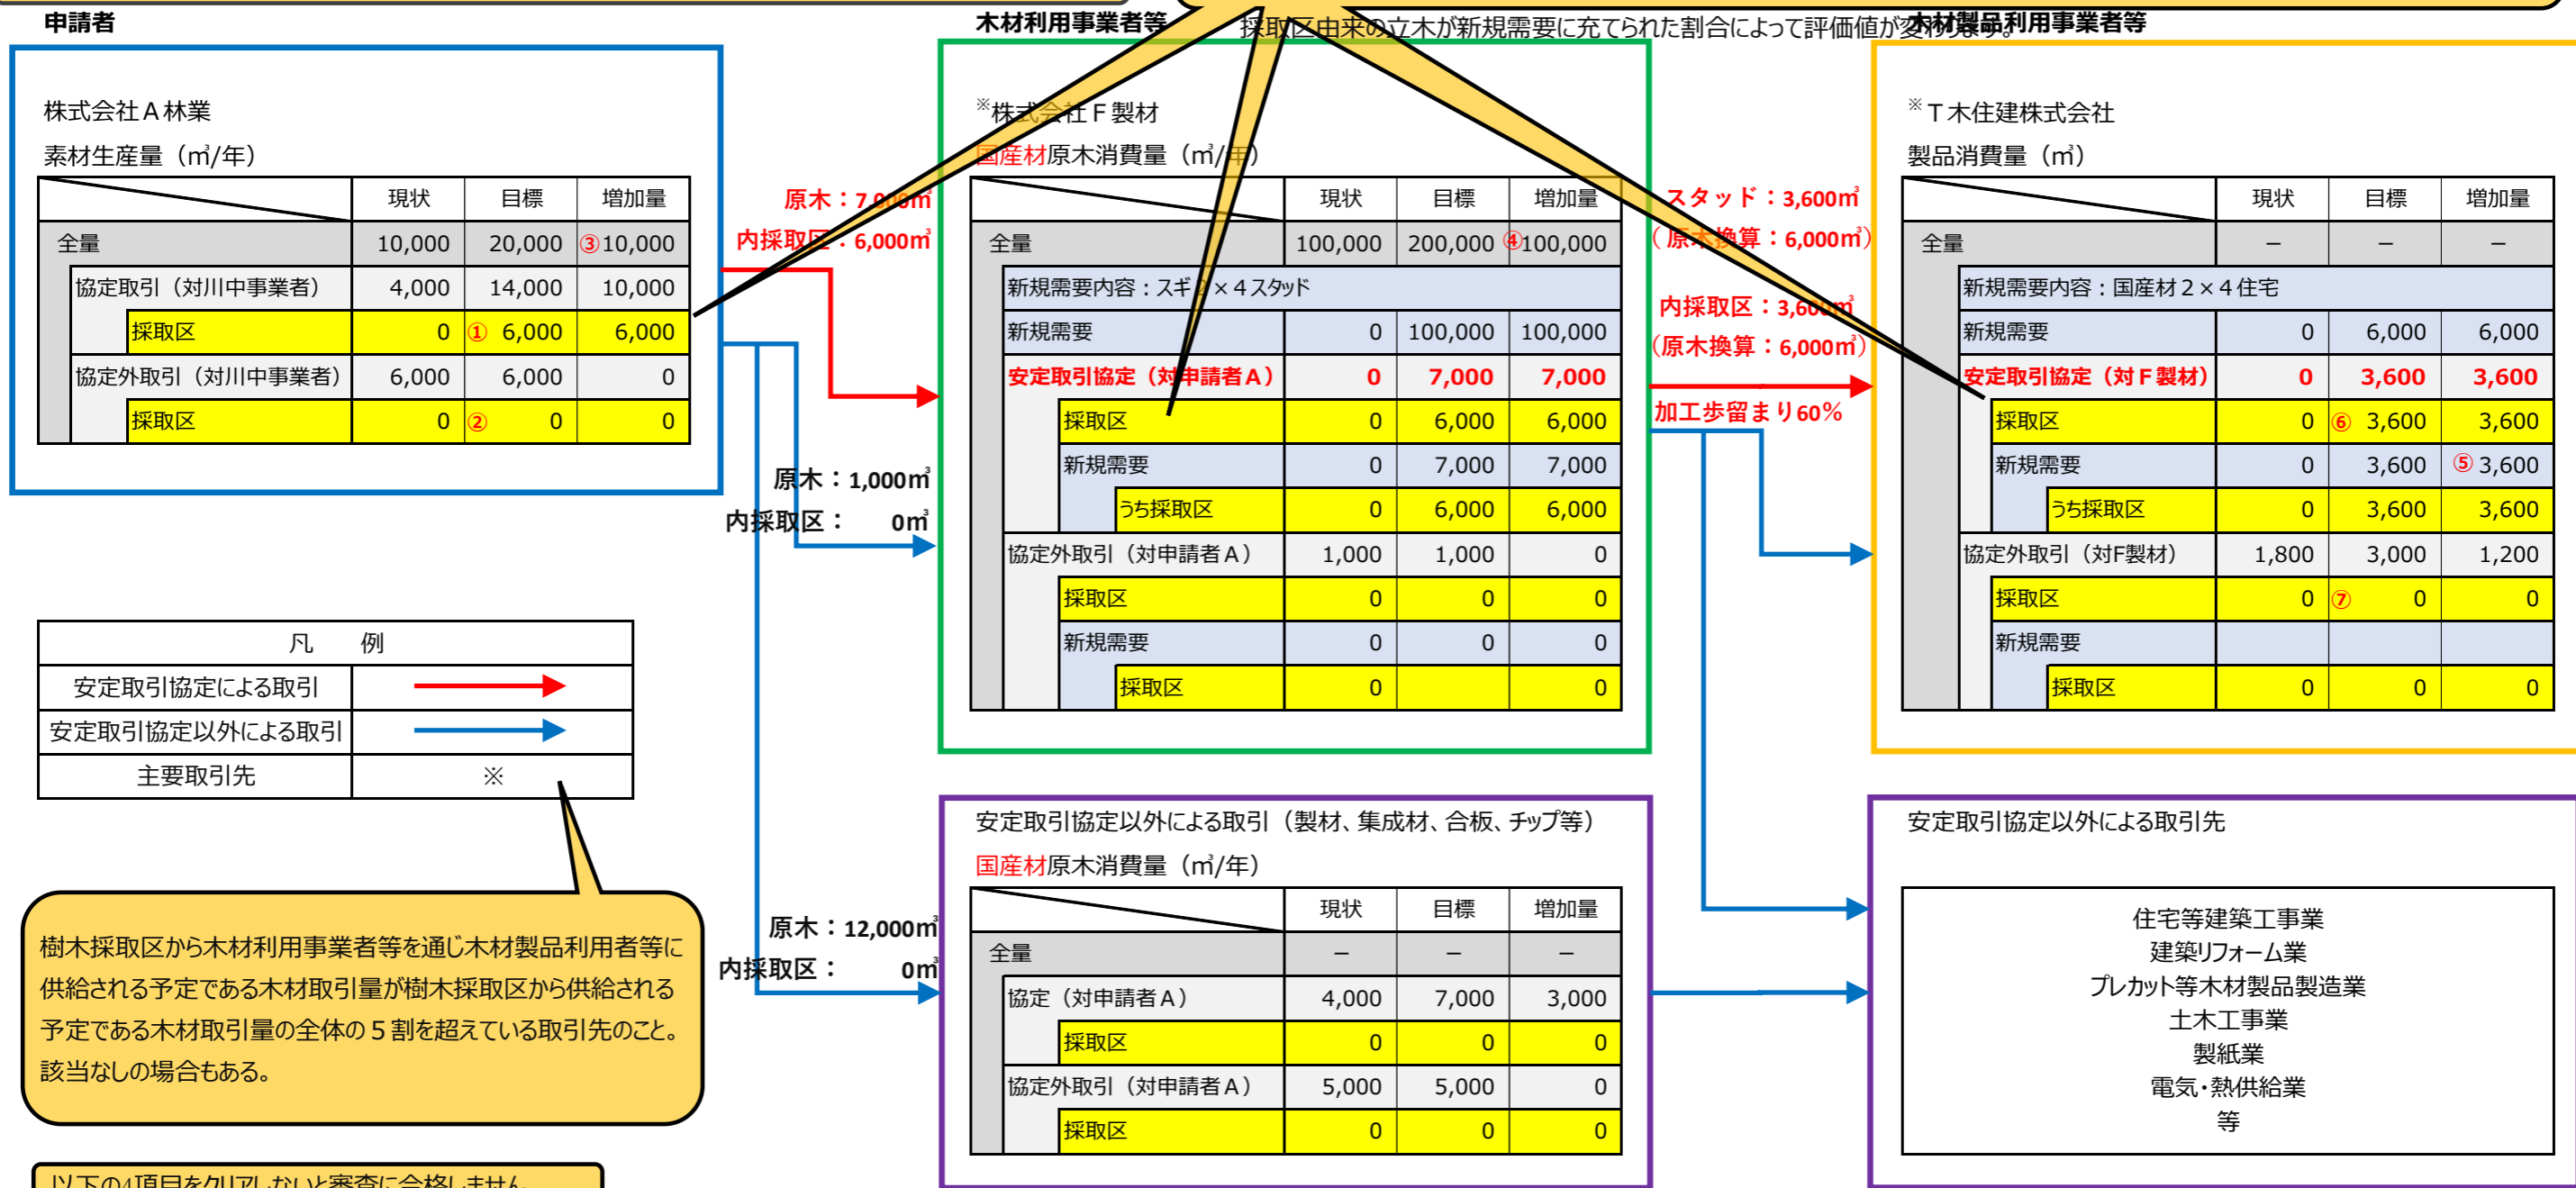 申請者
木材利用事業者等
採取区由来の立木が新規需要に充てられた割合によって評価値が変わります。
木材製品利用事業者等
株式会社A林業
素材生産量（㎥/年）
現状 目標 増加量
全量 10,000 20,000 ③10,000
協定取引（対川中事業者） 4,000 14,000 10,000
採取区 0 ① 6,000 6,000
協定外取引（対川中事業者） 6,000 6,000 0
採取区 0 ② 0 0
原木：7,000㎥
内採取区：6,000㎥
原木：1,000㎥
内採取区： 0㎥
原木：12,000㎥
内採取区： 0㎥
※株式会社F製材
国産材原木消費量（㎥/年）
現状 目標 増加量
全量 100,000 200,000 ④100,000
新規需要内容：スギ2×4スタッド
新規需要 0 100,000 100,000
安定取引協定（対申請者A） 0 7,000 7,000
採取区 0 6,000 6,000
新規需要 0 7,000 7,000
うち採取区 0 6,000 6,000
協定外取引（対申請者A） 1,000 1,000 0
採取区 0 0 0
新規需要 0 0 0
採取区 0 0
スタッド：3,600㎥
（原木換算：6,000㎥）
内採取区：3,600㎥
（原木換算：6,000㎥）
加工歩留まり60%
※T木住建株式会社
製品消費量（㎥）
現状 目標 増加量
全量 － － －
新規需要内容：国産材2×4住宅
新規需要 0 6,000 6,000
安定取引協定（対F製材） 0 3,600 3,600
採取区 0 ⑥ 3,600 3,600
新規需要 0 3,600 ⑤ 3,600
うち採取区 0 3,600 3,600
協定外取引（対F製材） 1,800 3,000 1,200
採取区 0 ⑦ 0 0
新規需要
採取区 0 0 0
凡 例
安定取引協定による取引
安定取引協定以外による取引
主要取引先 ※
樹木採取区から木材利用事業者等を通じ木材製品利用者等に
供給される予定である木材取引量が樹木採取区から供給される
予定である木材取引量の全体の5割を超えている取引先のこと。
該当なしの場合もある。
以下の4項目をクリアしないと審査に合格しません
安定取引協定以外による取引（製材、集成材、合板、チップ等）
国産材原木消費量（㎥/年）
現状 目標 増加量
全量 － － －
協定（対申請者A） 4,000 7,000 3,000
採取区 0 0 0
協定外取引（対申請者A） 5,000 5,000 0
採取区 0 0 0
安定取引協定以外による取引先
住宅等建築工事業
建築リフォーム業
プレカット等木材製品製造業
土木工事業
製紙業
電気・熱供給業
等